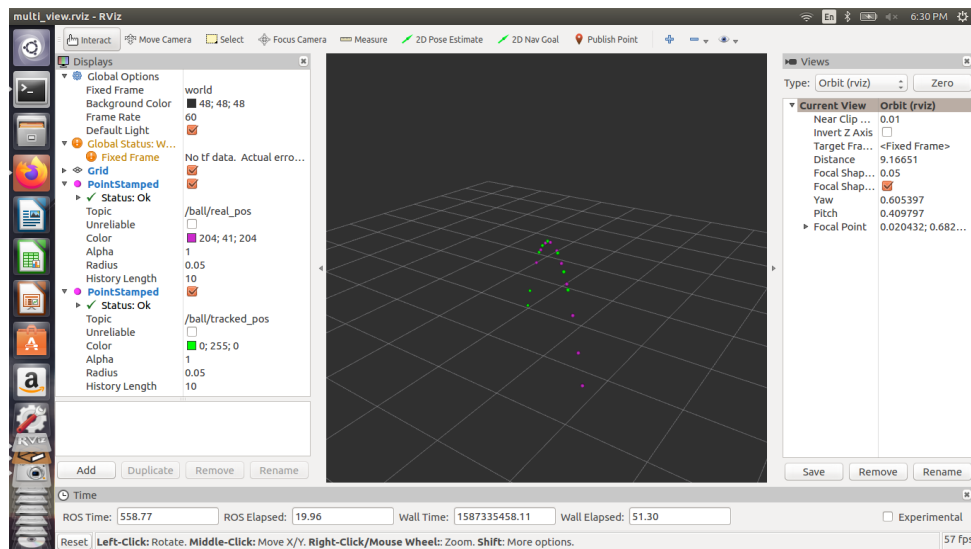 multi_view.rviz - RViz
En
6:30 PM
Interact Move Camera Select Focus Camera Measure 2D Pose Estimate 2D Nav Goal Publish Point
Displays
Global Options
Fixed Frame world
Background Color 48; 48; 48
Frame Rate 60
Default Light
Global Status: W...
Fixed Frame No tf data. Actual erro...
Grid
PointStamped
Status: Ok
Topic /ball/real_pos
Unreliable
Color 204; 41; 204
Alpha 1
Radius 0.05
History Length 10
PointStamped
Status: Ok
Topic /ball/tracked_pos
Unreliable
Color 0; 255; 0
Alpha 1
Radius 0.05
History Length 10
Add Duplicate Remove Rename
Views
Type: Orbit (rviz) Zero
Current View Orbit (rviz)
Near Clip ... 0.01
Invert Z Axis
Target Fra... <Fixed Frame>
Distance 9.16651
Focal Shap... 0.05
Focal Shap...
Yaw 0.605397
Pitch 0.409797
Focal Point 0.020432; 0.682...
Save Remove Rename
Time
ROS Time: 558.77 ROS Elapsed: 19.96 Wall Time: 1587335458.11 Wall Elapsed: 51.30 Experimental
Reset Left-Click: Rotate. Middle-Click: Move X/Y. Right-Click/Mouse Wheel:: Zoom. Shift: More options. 57 fps